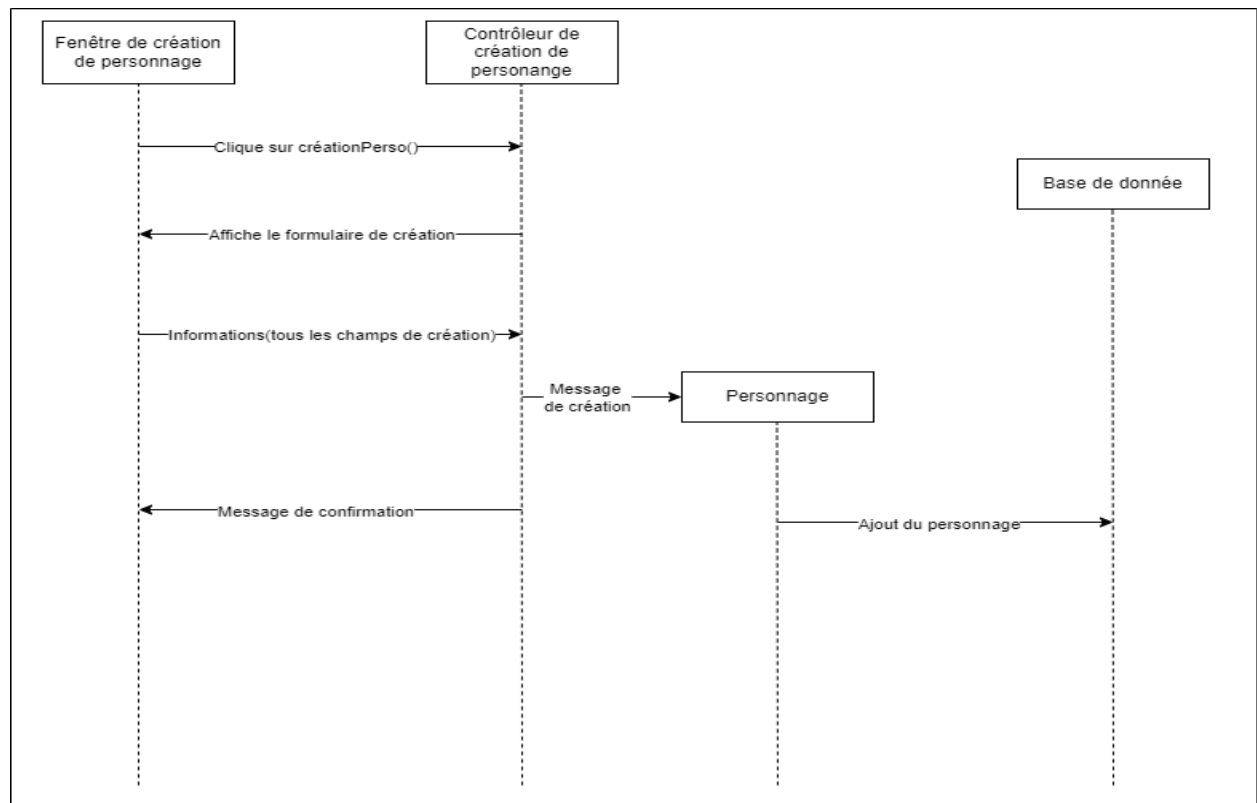 Fenêtre de création
de personnage
Contrôleur de
création de
personange
Clique sur créationPerso()
Base de donnée
Affiche le formulaire de création
Informations(tous les champs de création)
Message
de création
Personnage
Message de confirmation
Ajout du personnage